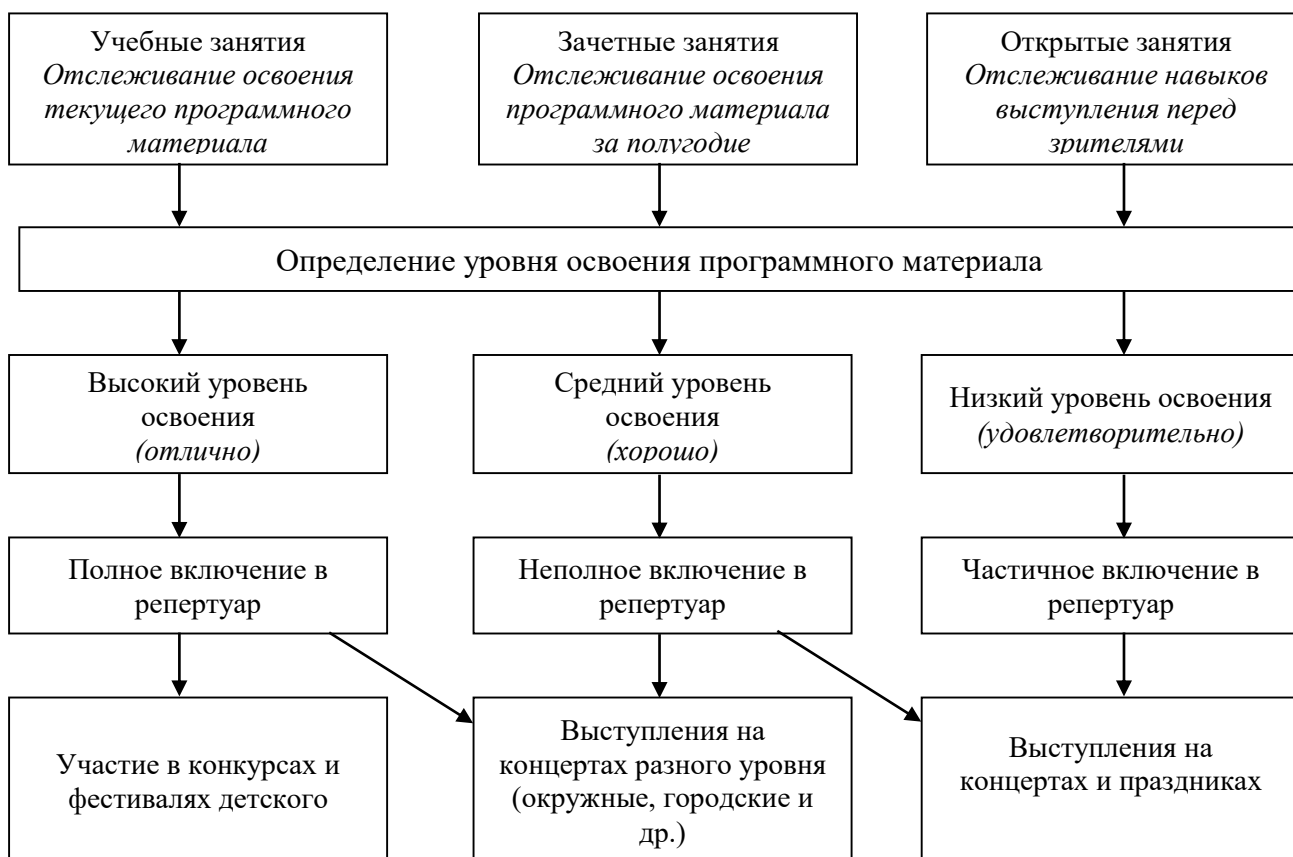 Учебные занятия
Отслеживание освоения
текущего программного
материала
Зачетные занятия
Отслеживание освоения
программного материала
за полугодие
Открытые занятия
Отслеживание навыков
выступления перед
зрителями
Определение уровня освоения программного материала
Высокий уровень
освоения
(отлично)
Средний уровень
освоения
(хорошо)
Низкий уровень освоения
(удовлетворительно)
Полное включение в
репертуар
Неполное включение в
репертуар
Частичное включение в
репертуар
Участие в конкурсах и
фестивалях детского
Выступления на
концертах разного уровня
(окружные, городские и
др.)
Выступления на
концертах и праздниках